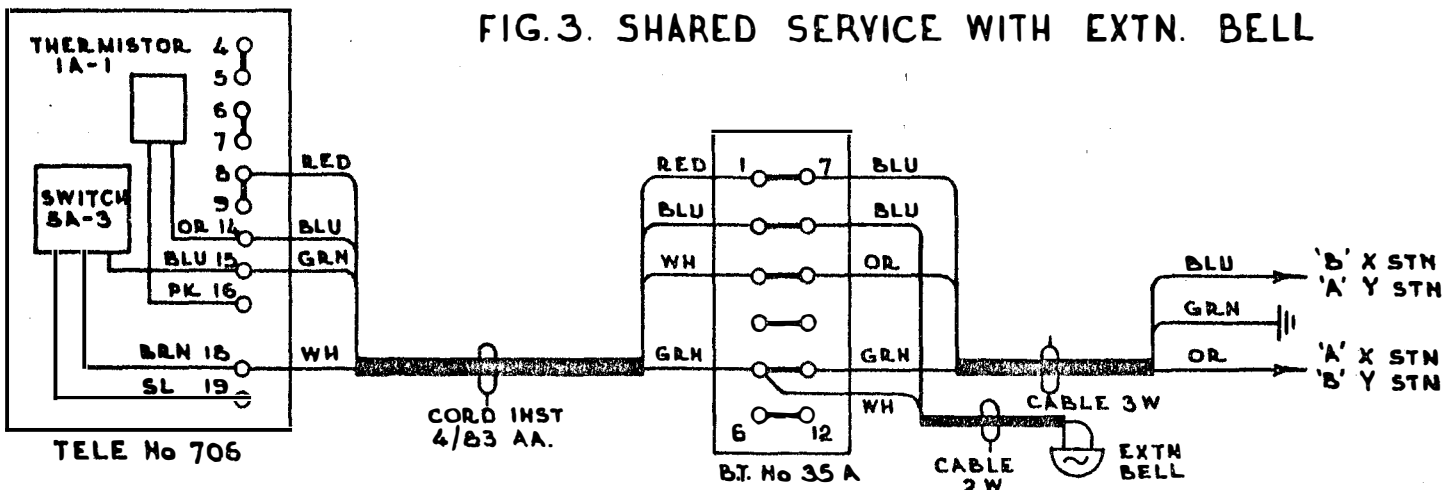 FIG. 3. SHARED SERVICE WITH EXTN. BELL
THERMISTOR
1A-1
4
5
6
7
8
9
RED
SWITCH
5A-3
OR 14
BLU
BLU 15
GRN
PK 16
BRN 18
WH
SL 19
TELE No 706
CORD INST
4/83 AA.
RED
1
7
BLU
BLU
BLU
WH
OR
GRN
GRN
WH
6
12
B.T. No 35 A
CABLE 3W
CABLE
2W
EXTN
BELL
BLU
'B' X STN
'A' Y STN
GRN
OR
'A' X STN
'B' Y STN